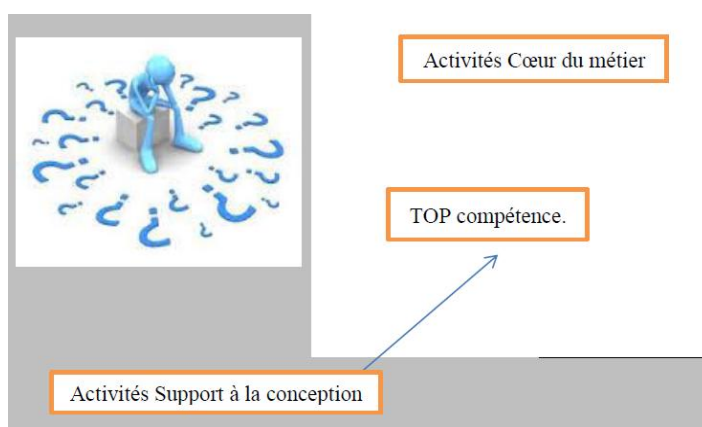 Activités Cœur du métier
TOP compétence.
Activités Support à la conception